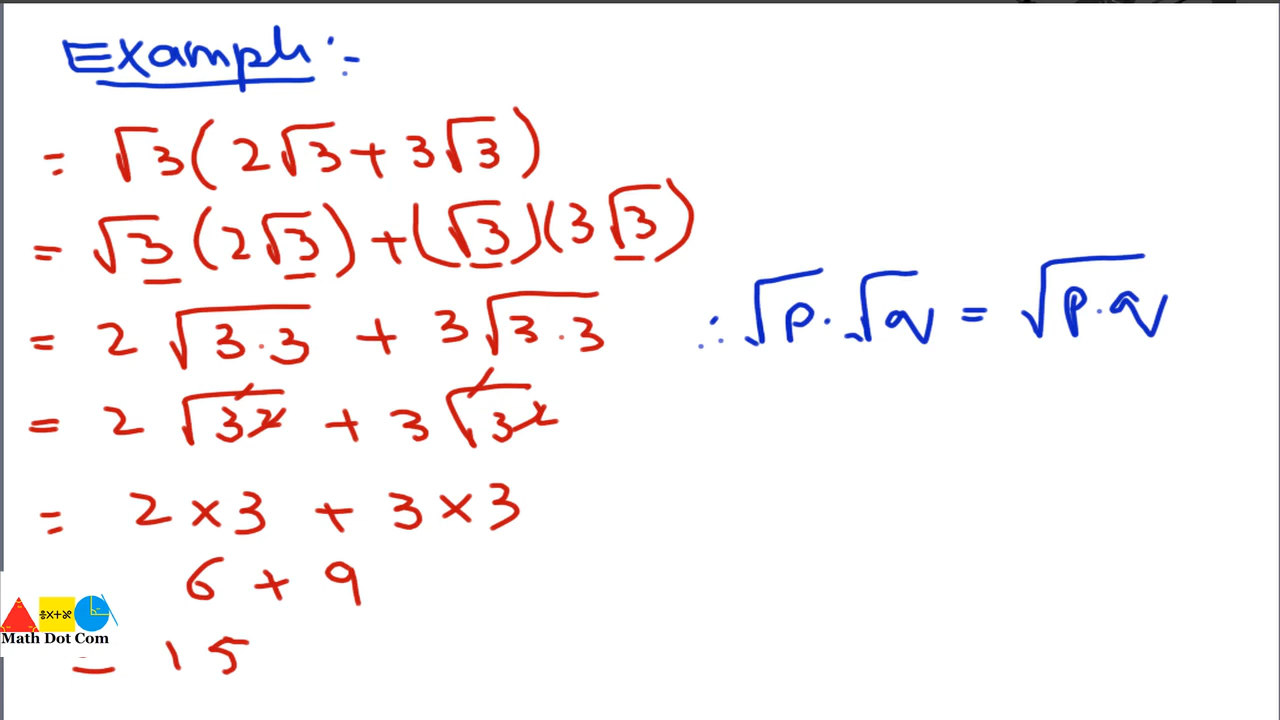 Example :-
= √3 ( 2√3 + 3√3 )
= √3 (2√3) + (√3)(3√3)
= 2 √3·3 + 3√3·3
∴ √p · √q = √p·q
= 2 √3² + 3 √3²
= 2 × 3 + 3 × 3
6 + 9
÷×+%
Math Dot Com
= 15